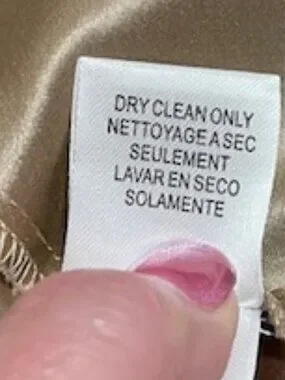 DRY CLEAN ONLY
NETTOYAGE A SEC
SEULEMENT
LAVAR EN SECO
SOLAMENTE